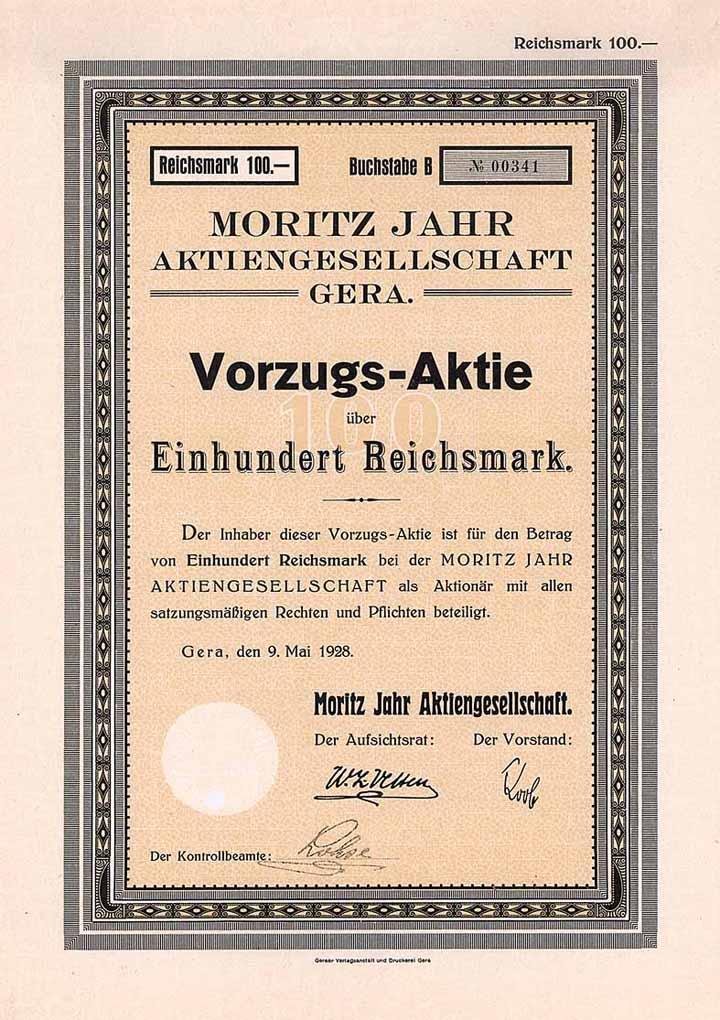 Reichsmark 100.—
Reichsmark 100.— Buchstabe B № 00341
MORITZ JAHR
AKTIENGESELLSCHAFT
GERA.
Vorzugs-Aktie
100
über
Einhundert Reichsmark.
Der Inhaber dieser Vorzugs-Aktie ist für den Betrag
von Einhundert Reichsmark bei der MORITZ JAHR
AKTIENGESELLSCHAFT als Aktionär mit allen
satzungsmäßigen Rechten und Pflichten beteiligt.
Gera, den 9. Mai 1928.
Moritz Jahr Aktiengesellschaft.
Der Aufsichtsrat: Der Vorstand:
Der Kontrollbeamte:
Geraer Verlagsanstalt und Druckerei Gera